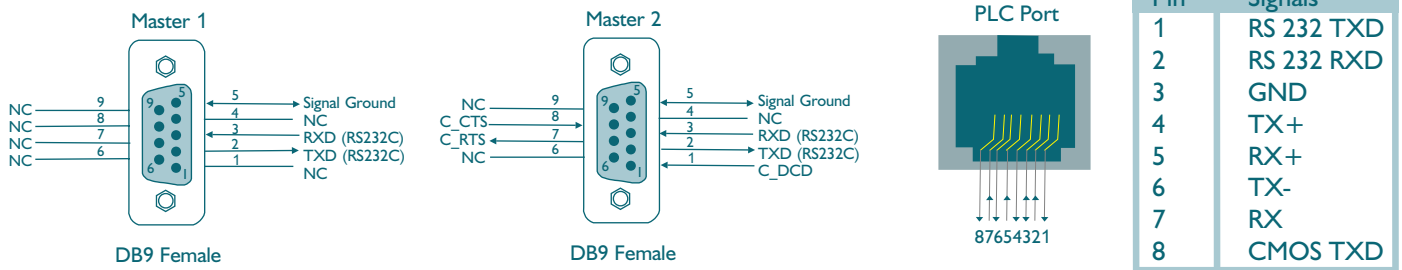 Master 1
9
8
7
6
NC
NC
NC
NC
9
5
6
1
5
4
3
2
1
Signal Ground
NC
RXD (RS232C)
TXD (RS232C)
NC
DB9 Female
Master 2
9
8
7
6
NC
C_CTS
C_RTS
NC
9
5
6
1
5
4
3
2
1
Signal Ground
NC
RXD (RS232C)
TXD (RS232C)
C_DCD
DB9 Female
PLC Port
87654321
Pin Signals
1 RS 232 TXD
2 RS 232 RXD
3 GND
4 TX+
5 RX+
6 TX-
7 RX
8 CMOS TXD